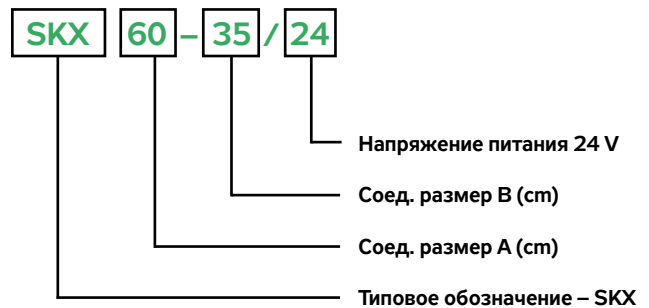 SKX 60 – 35 / 24
Напряжение питания 24 V
Соед. размер B (cm)
Соед. размер A (cm)
Типовое обозначение – SKX